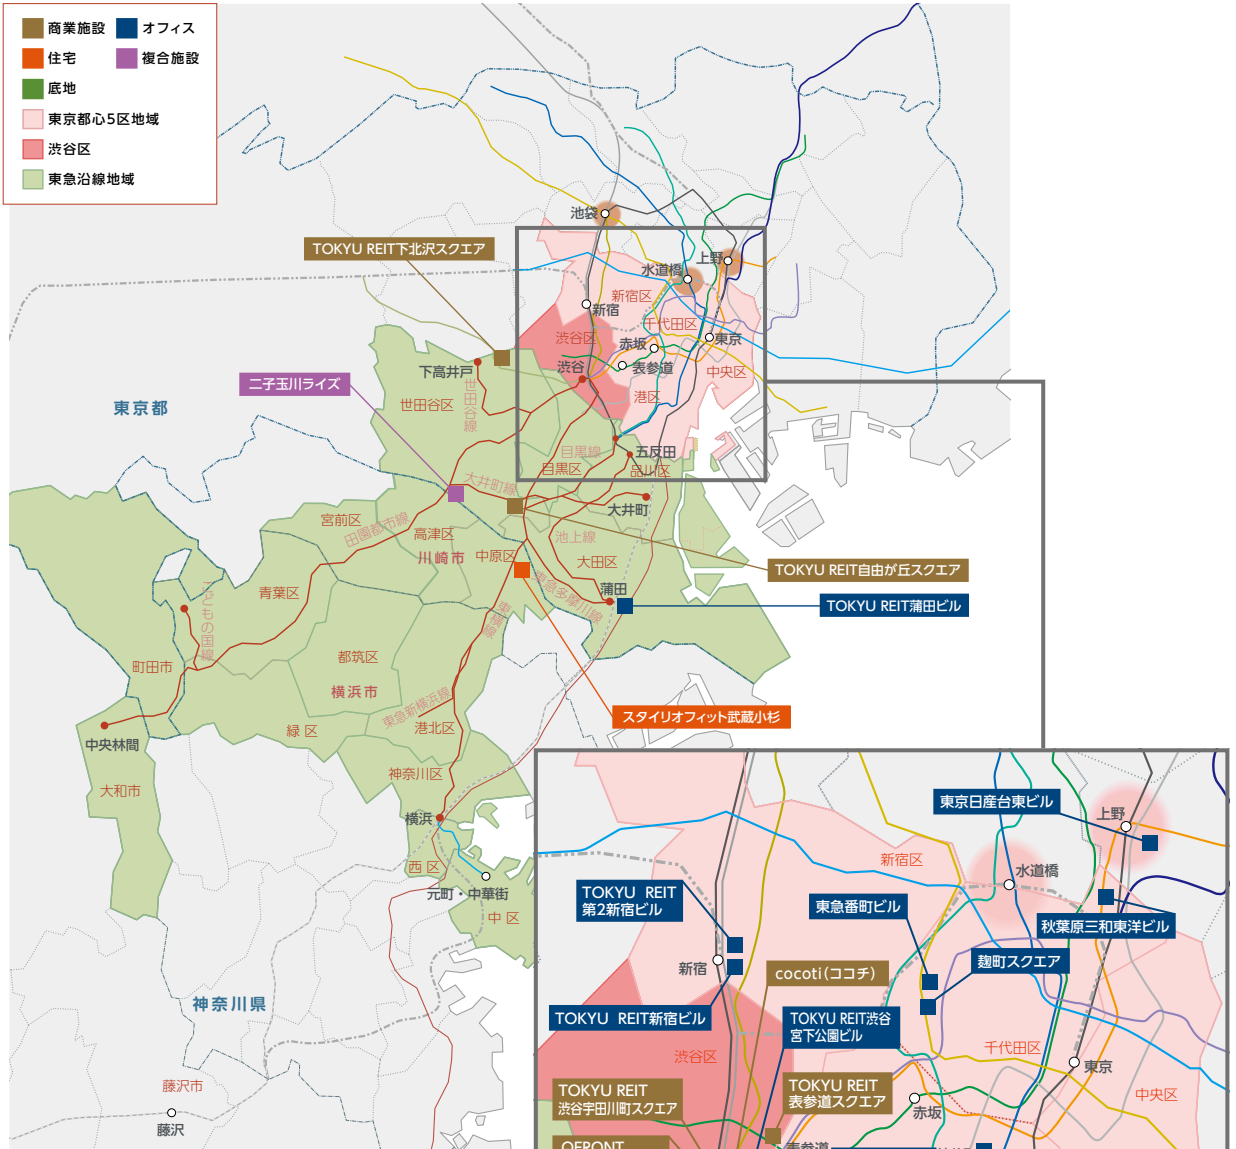 商業施設
オフィス
住宅
複合施設
底地
東京都心5区地域
渋谷区
東急沿線地域
池袋
TOKYU REIT下北沢スクエア
水道橋
上野
新宿区
新宿
千代田区
渋谷区
赤坂
東京
表参道
渋谷
中央区
下高井戸
二子玉川ライズ
世田谷線
世田谷区
港区
東京都
目黒線
五反田
目黒区
品川区
大井町線
大井町
宮前区
田園都市線
高津区
川崎市
中原区
池上線
大田区
TOKYU REIT自由が丘スクエア
青葉区
東急多摩川線
蒲田
TOKYU REIT蒲田ビル
こどもの国線
東横線
町田市
都筑区
横浜市
東急新横浜線
スタイリオフィット武蔵小杉
緑区
港北区
中央林間
神奈川区
大和市
横浜
西区
元町・中華街
中区
神奈川県
藤沢市
藤沢
東京日産台東ビル
上野
新宿区
水道橋
TOKYU REIT
第2新宿ビル
東急番町ビル
秋葉原三和東洋ビル
麹町スクエア
新宿
cocoti(ココチ)
TOKYU REIT新宿ビル
TOKYU REIT渋谷
宮下公園ビル
渋谷区
千代田区
東京
TOKYU REIT
渋谷宇田川町スクエア
TOKYU REIT
表参道スクエア
中央区
赤坂
QFRONT
表参道